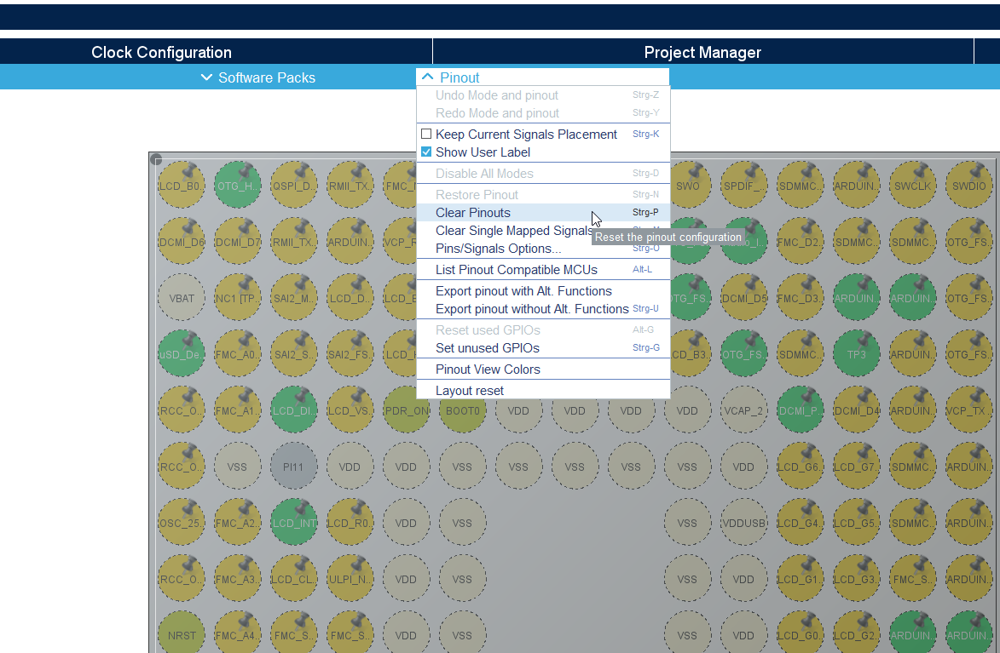 Clock Configuration Project Manager
Software Packs Pinout
Undo Mode and pinout Strg-Z
Redo Mode and pinout Strg-Y
Keep Current Signals Placement Strg-K
Show User Label
Disable All Modes Strg-D
Restore Pinout Strg-N
Clear Pinouts Strg-P
Clear Single Mapped Signals
Reset the pinout configuration
Pins/Signals Options... Strg-O
List Pinout Compatible MCUs Alt-L
Export pinout with Alt. Functions
Export pinout without Alt. Functions Strg-U
Reset used GPIOs Alt-G
Set unused GPIOs Strg-G
Pinout View Colors
Layout reset
LCD_B0.. OTG_H.. QSPI_D.. RMII_TX.. SWO SPDIF_.. SDMMC.. ARDUIN.. SWCLK SWDIO
DCMI_D6 DCMI_D7 RMII_TX.. ARDUIN.. VCP_R FMC_D2.. SDMMC.. SDMMC.. OTG_FS..
VBAT NC1 [TP.. SAI2_M.. LCD_D.. OTG_FS.. DCMI_D5 FMC_D3.. ARDUIN.. ARDUIN.. OTG_FS..
uSD_De.. FMC_A0.. SAI2_S.. SAI2_FS.. LCD_B3.. OTG_FS.. SDMMC.. TP3 ARDUIN.. OTG_FS..
RCC_O.. FMC_A1.. LCD_DI.. LCD_VS.. PDR_ON BOOT0 VDD VDD VDD VDD VCAP_2 DCMI_P.. DCMI_D4 ARDUIN.. VCP_TX..
RCC_O.. VSS PI11 VDD VDD VSS VSS VSS VSS VSS VDD LCD_G6.. LCD_G7.. SDMMC.. ARDUIN..
OSC_25.. FMC_A2.. LCD_INT LCD_R0.. VDD VSS VSS VDDUSB LCD_G4.. LCD_G5.. SDMMC.. ARDUIN..
RCC_O.. FMC_A3.. LCD_CL.. ULPI_N.. VDD VSS VSS VDD LCD_G1.. LCD_G3.. FMC_S.. ARDUIN..
NRST FMC_A4.. FMC_S.. FMC_S.. VDD VSS VSS VDD LCD_G0.. LCD_G2.. ARDUIN.. ARDUIN..